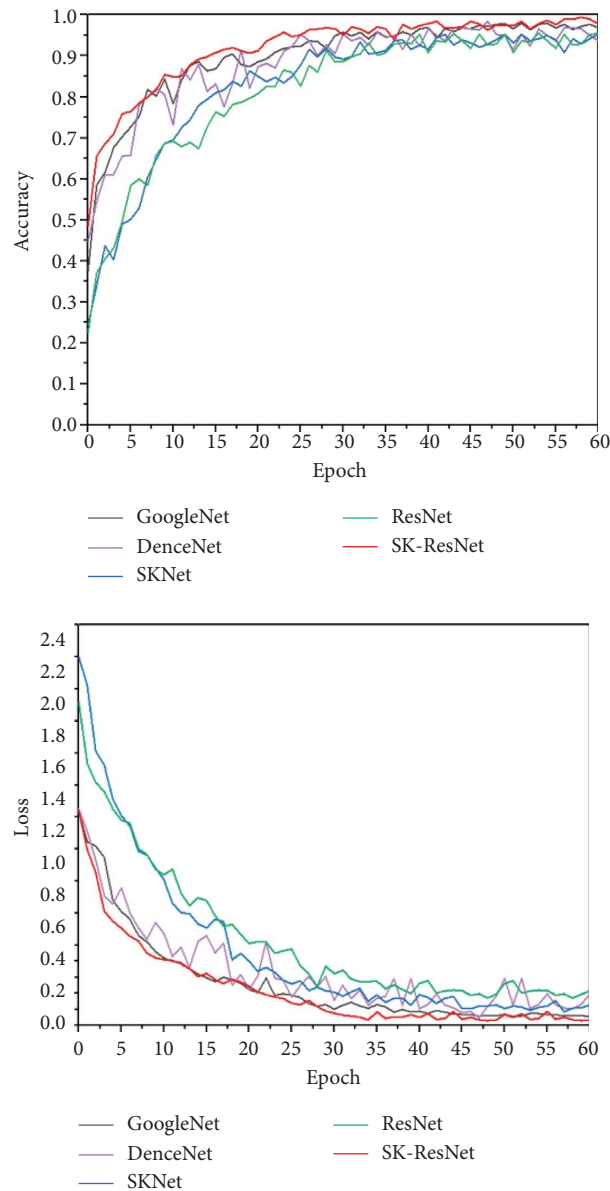 1.0
0.9
0.8
0.7
0.6
0.5
0.4
0.3
0.2
0.1
0.0
Accuracy
0 5 10 15 20 25 30 35 40 45 50 55 60
Epoch
GoogleNet
DenceNet
SKNet
ResNet
SK-ResNet
2.4
2.2
2.0
1.8
1.6
1.4
1.2
1.0
0.8
0.6
0.4
0.2
0.0
Loss
0 5 10 15 20 25 30 35 40 45 50 55 60
Epoch
GoogleNet
DenceNet
SKNet
ResNet
SK-ResNet